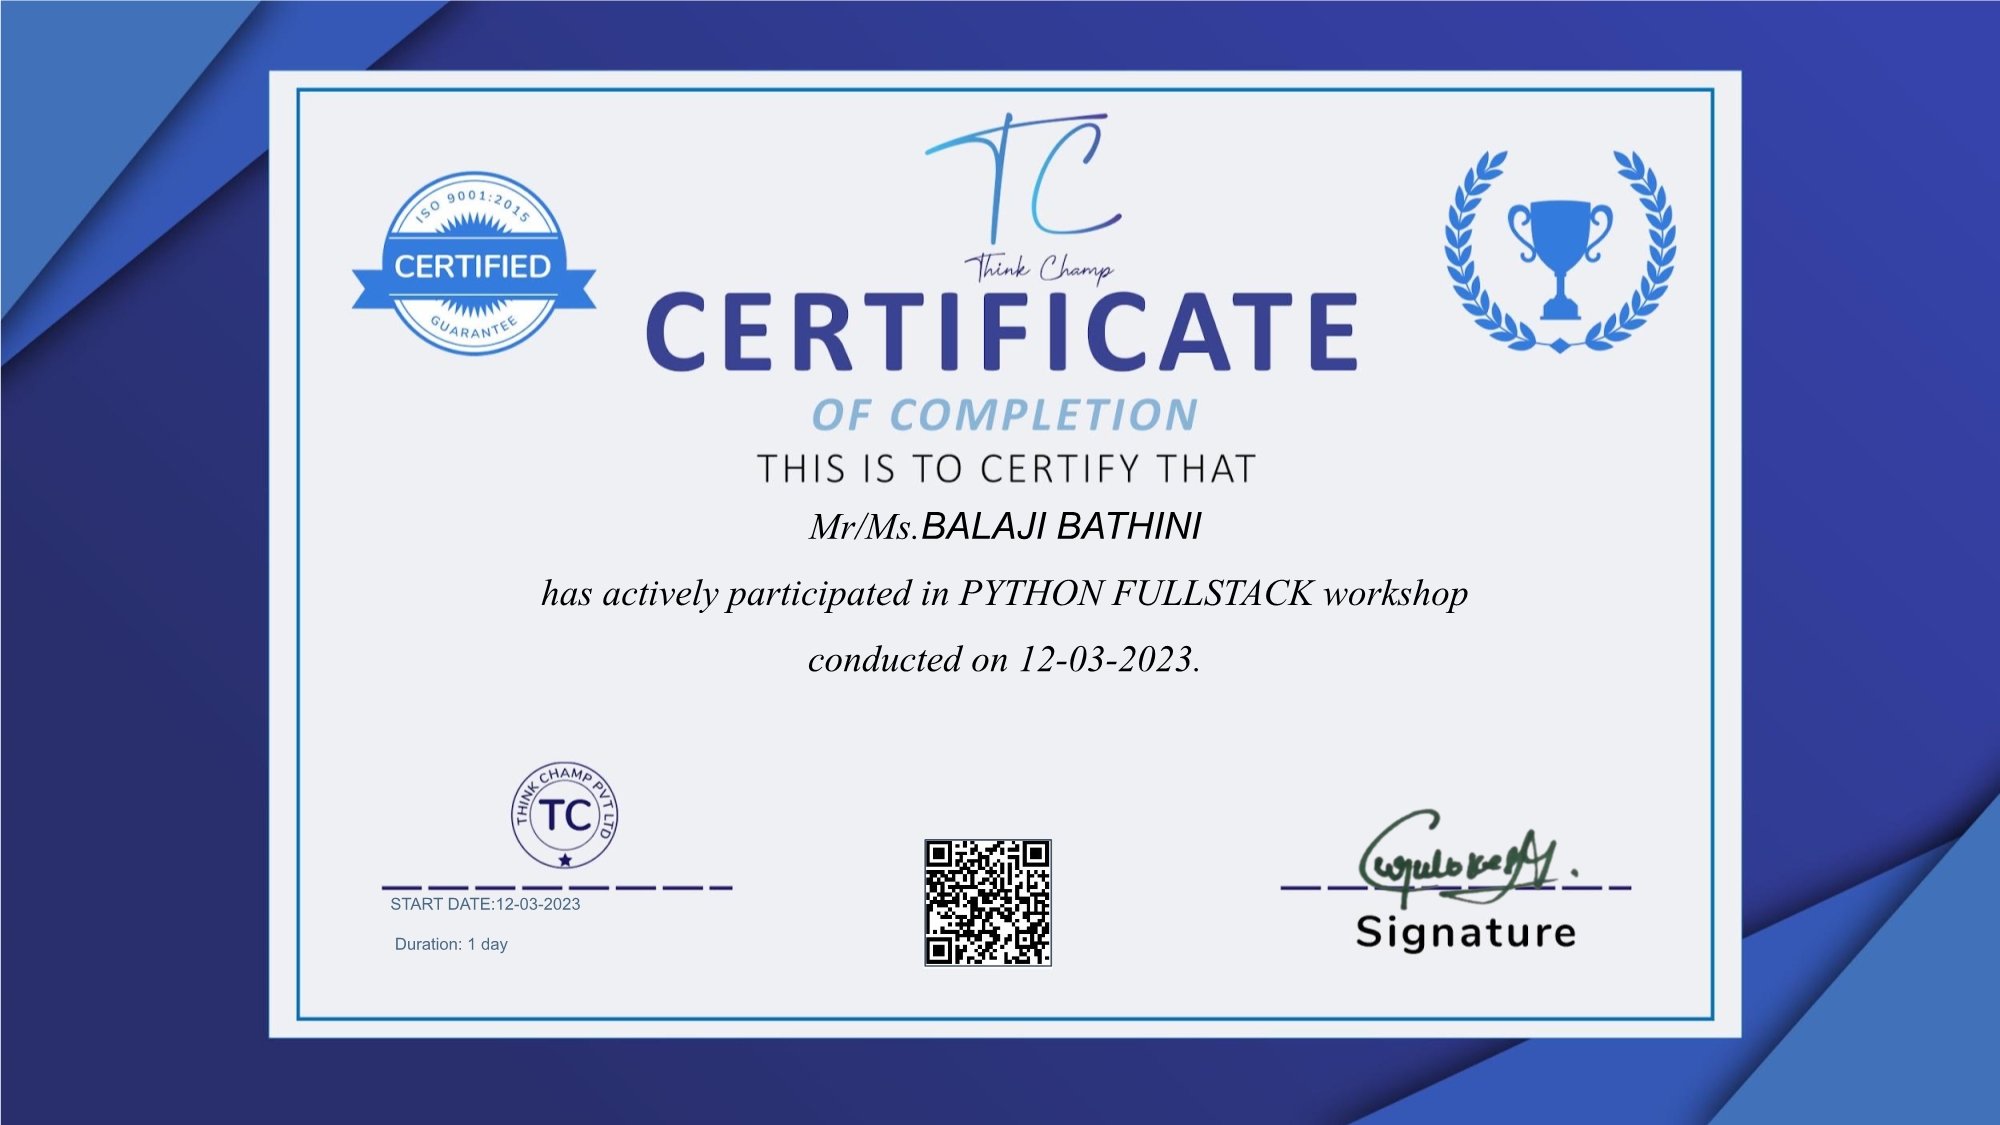 TC
Think Champ
ISO 9001:2015
CERTIFIED
GUARANTEE
CERTIFICATE
OF COMPLETION
THIS IS TO CERTIFY THAT
Mr/Ms.BALAJI BATHINI
has actively participated in PYTHON FULLSTACK workshop
conducted on 12-03-2023.
THINK CHAMP PVT LTD
TC
START DATE:12-03-2023
Duration: 1 day
Signature